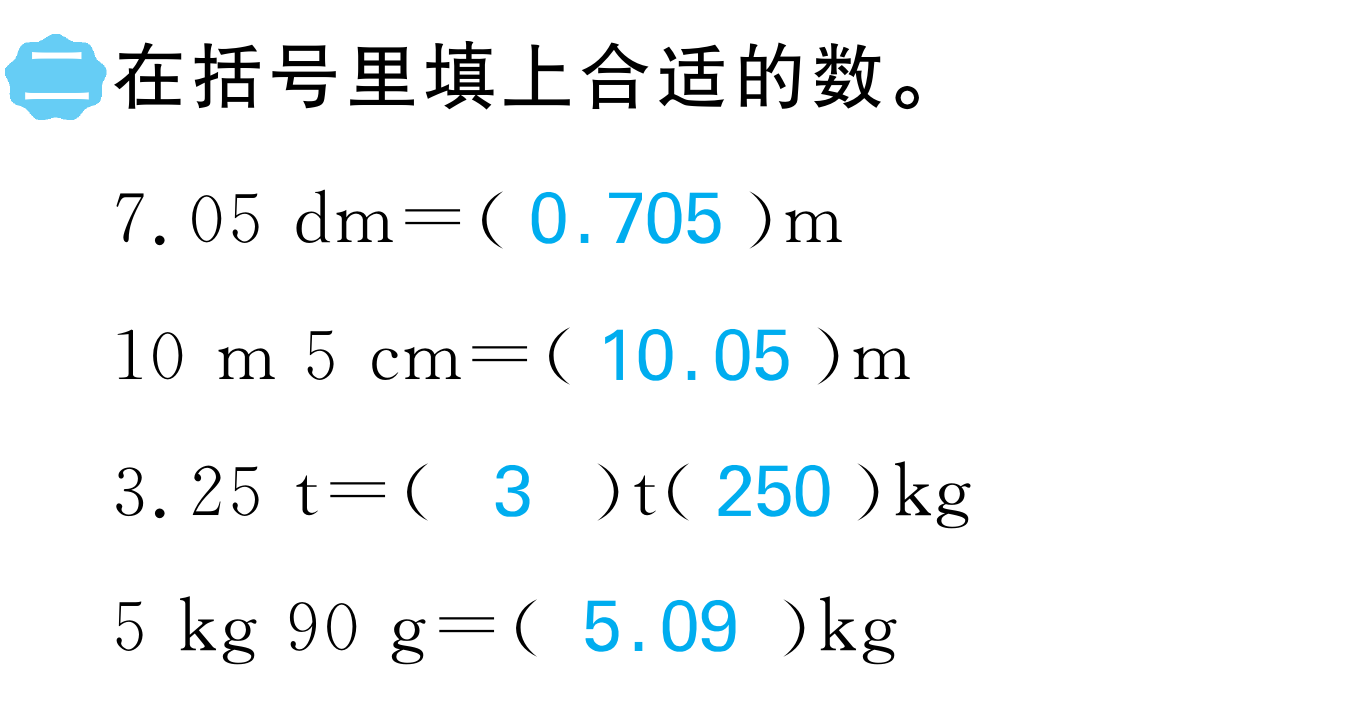 二 在括号里填上合适的数。
7.05 dm=( 0.705 )m
10 m 5 cm=( 10.05 )m
3.25 t=( 3 )t( 250 )kg
5 kg 90 g=( 5.09 )kg